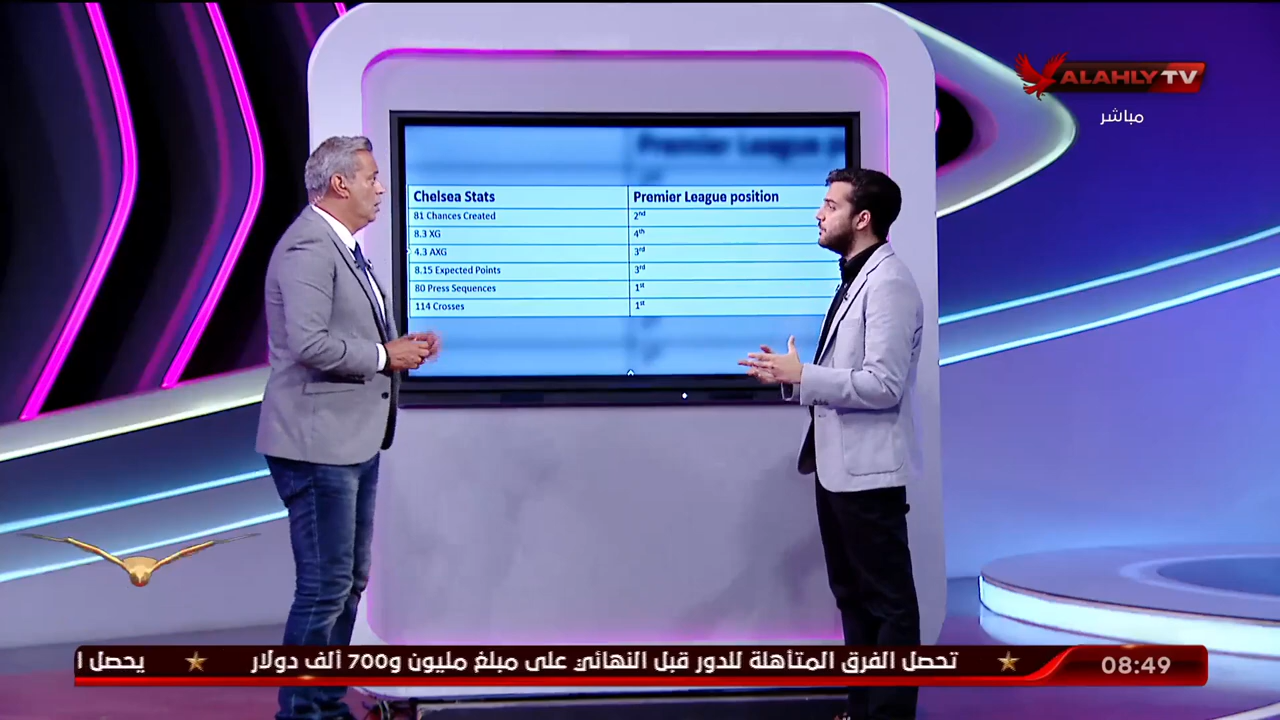 ALAHLY TV
مباشر
Premier League p
Chelsea Stats Premier League position
81 Chances Created 2nd
8.3 XG 4th
4.3 AXG 3rd
8.15 Expected Points 3rd
80 Press Sequences 1st
114 Crosses 1st
تحصل الفرق المتأهلة للدور قبل النهائي على مبلغ مليون و700 ألف دولار ★ يحصل ا
08:49